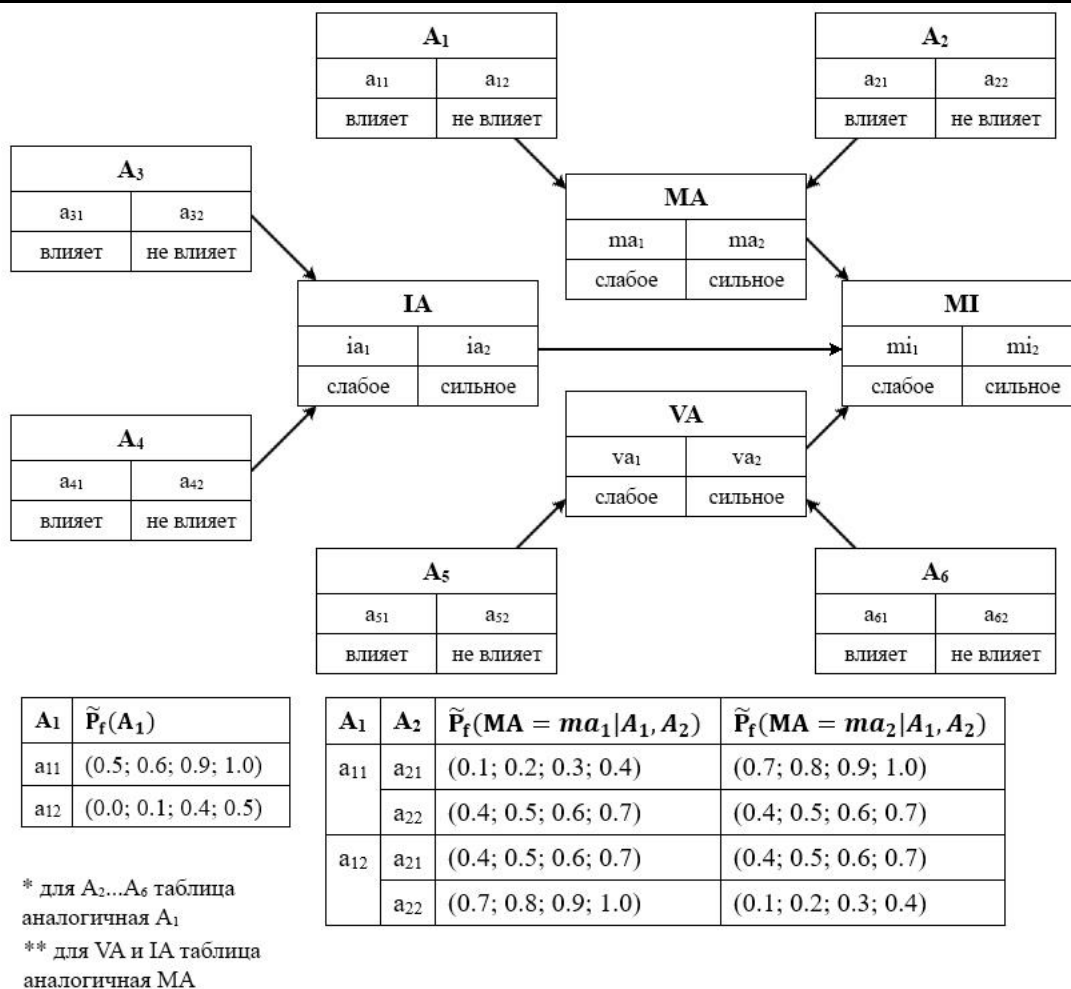 A₁ A₂
a₁₁ a₁₂ a₂₁ a₂₂
влияет не влияет влияет не влияет
A₃
a₃₁ a₃₂
влияет не влияет
MA
ma₁ ma₂
слабое сильное
IA
ia₁ ia₂
слабое сильное
MI
mi₁ mi₂
слабое сильное
A₄
a₄₁ a₄₂
влияет не влияет
VA
va₁ va₂
слабое сильное
A₅ A₆
a₅₁ a₅₂ a₆₁ a₆₂
влияет не влияет влияет не влияет
A₁ P̃f(A₁)
a₁₁ (0.5; 0.6; 0.9; 1.0)
a₁₂ (0.0; 0.1; 0.4; 0.5)
* для A₂...A₆ таблица
аналогичная A₁
** для VA и IA таблица
аналогичная MA
A₁ A₂ P̃f(MA = ma₁|A₁, A₂) P̃f(MA = ma₂|A₁, A₂)
a₁₁ a₂₁ (0.1; 0.2; 0.3; 0.4) (0.7; 0.8; 0.9; 1.0)
a₂₂ (0.4; 0.5; 0.6; 0.7) (0.4; 0.5; 0.6; 0.7)
a₁₂ a₂₁ (0.4; 0.5; 0.6; 0.7) (0.4; 0.5; 0.6; 0.7)
a₂₂ (0.7; 0.8; 0.9; 1.0) (0.1; 0.2; 0.3; 0.4)